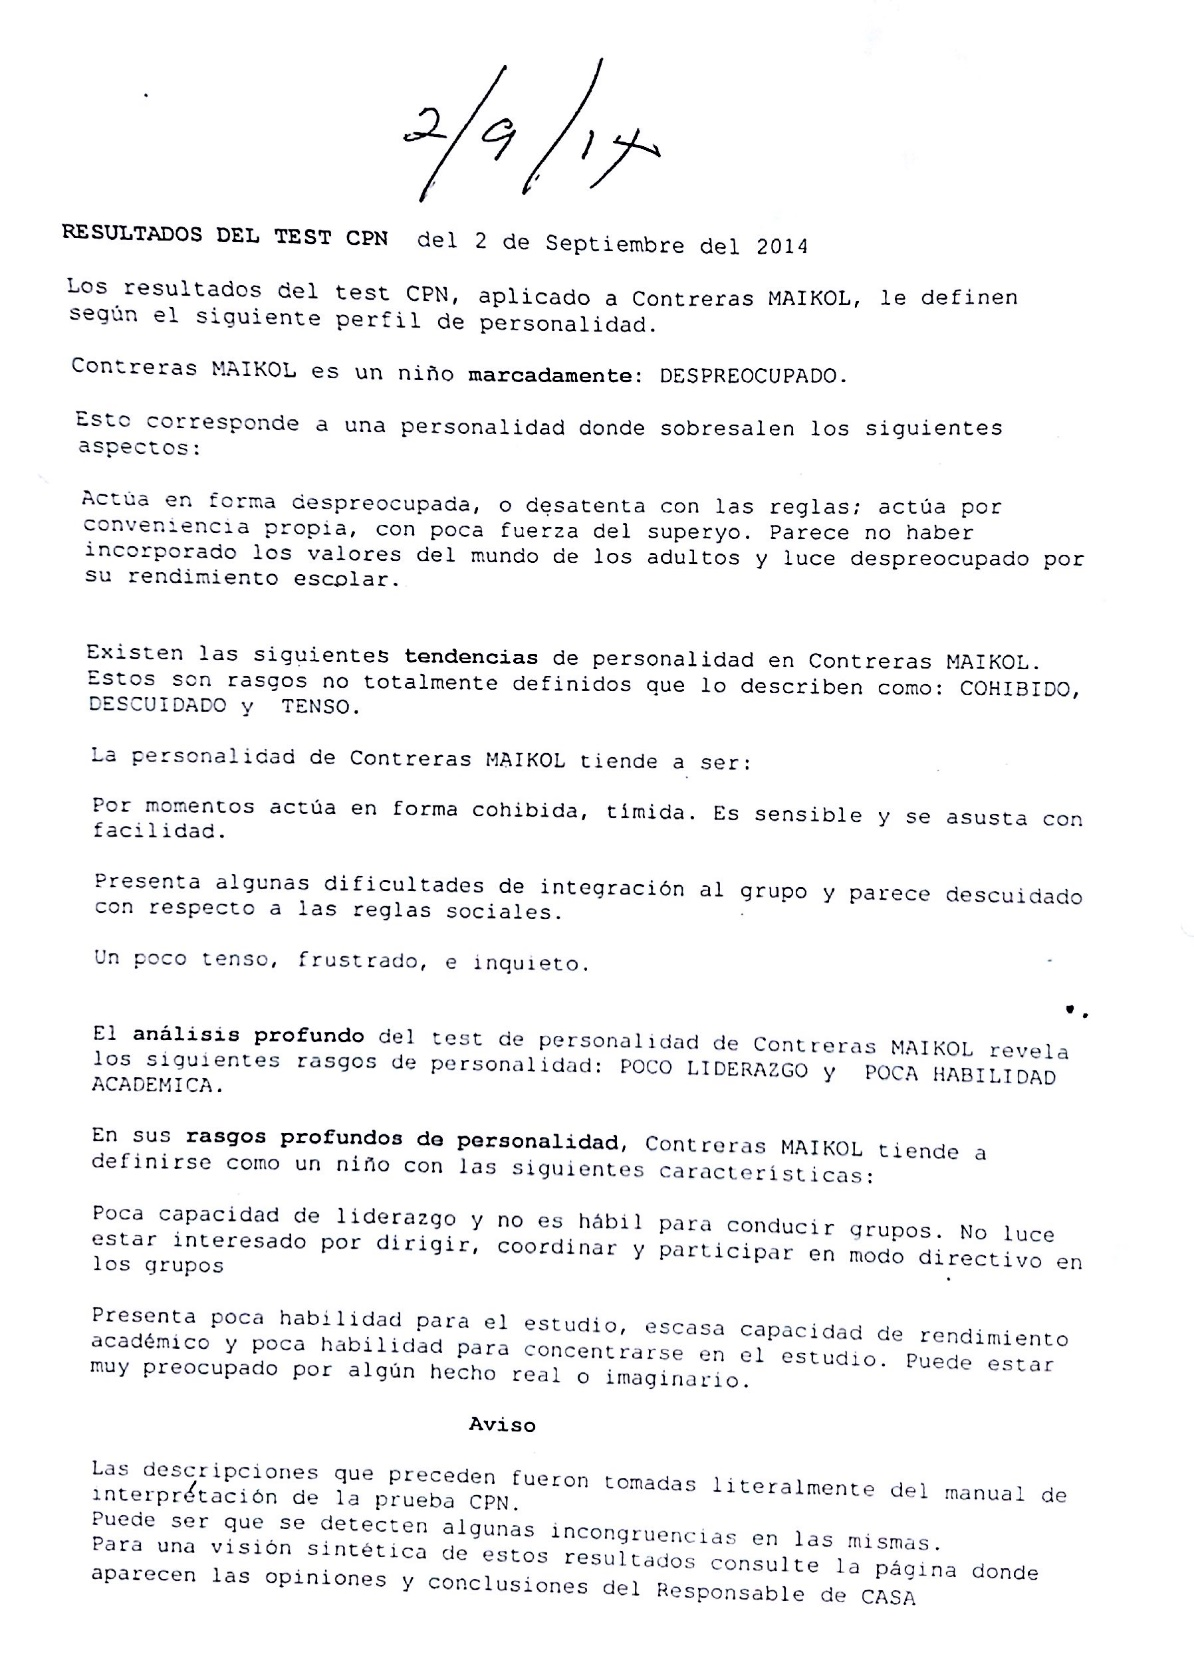 2/9/14
RESULTADOS DEL TEST CPN del 2 de Septiembre del 2014
Los resultados del test CPN, aplicado a Contreras MAIKOL, le definen
según el siguiente perfil de personalidad.
Contreras MAIKOL es un niño marcadamente: DESPREOCUPADO.
Esto corresponde a una personalidad donde sobresalen los siguientes
aspectos:
Actúa en forma despreocupada, o desatenta con las reglas; actúa por
conveniencia propia, con poca fuerza del superyo. Parece no haber
incorporado los valores del mundo de los adultos y luce despreocupado por
su rendimiento escolar.
Existen las siguientes tendencias de personalidad en Contreras MAIKOL.
Estos son rasgos no totalmente definidos que lo describen como: COHIBIDO,
DESCUIDADO y TENSO.
La personalidad de Contreras MAIKOL tiende a ser:
Por momentos actúa en forma cohibida, tímida. Es sensible y se asusta con
facilidad.
Presenta algunas dificultades de integración al grupo y parece descuidado
con respecto a las reglas sociales.
Un poco tenso, frustrado, e inquieto.
El análisis profundo del test de personalidad de Contreras MAIKOL revela
los siguientes rasgos de personalidad: POCO LIDERAZGO y POCA HABILIDAD
ACADEMICA.
En sus rasgos profundos de personalidad, Contreras MAIKOL tiende a
definirse como un niño con las siguientes características:
Poca capacidad de liderazgo y no es hábil para conducir grupos. No luce
estar interesado por dirigir, coordinar y participar en modo directivo en
los grupos
Presenta poca habilidad para el estudio, escasa capacidad de rendimiento
académico y poca habilidad para concentrarse en el estudio. Puede estar
muy preocupado por algún hecho real o imaginario.
Aviso
Las descripciones que preceden fueron tomadas literalmente del manual de
interpretación de la prueba CPN.
Puede ser que se detecten algunas incongruencias en las mismas.
Para una visión sintética de estos resultados consulte la página donde
aparecen las opiniones y conclusiones del Responsable de CASA